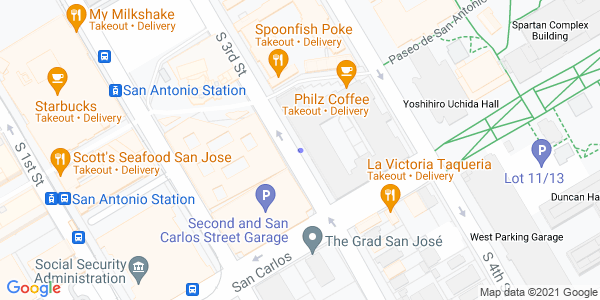 My Milkshake
Takeout • Delivery
Spoonfish Poke
Takeout • Delivery
Spartan Complex
Building
Paseo de San-Antonio
S 3rd St
San Antonio Station
Starbucks
Takeout • Delivery
Philz Coffee
Takeout • Delivery
Yoshihiro Uchida Hall
S 1st St
Scott's Seafood San Jose
Takeout • Delivery
La Victoria Taqueria
Takeout • Delivery
P
Lot 11/13
San Antonio Station
P
Second and San
Carlos Street Garage
Duncan Ha
The Grad San José
West Parking Garage
Social Security
Administration
San Carlos
S 4th
Google
Map data ©2021 Google